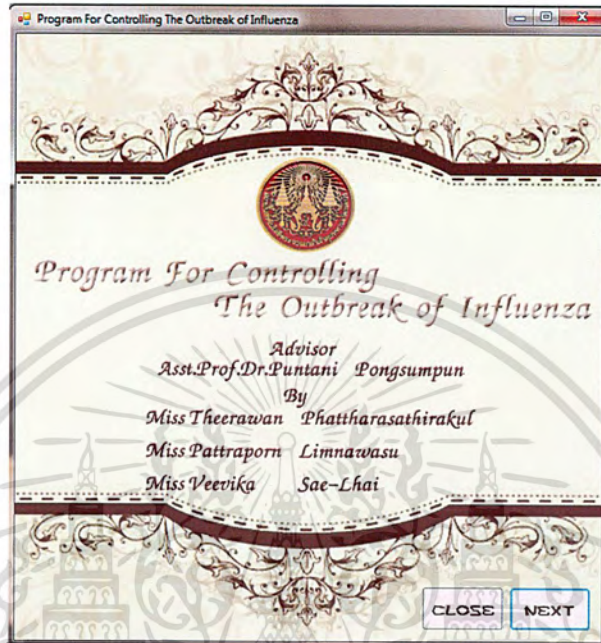 Program For Controlling The Outbreak of Influenza
Program For Controlling
The Outbreak of Influenza
Advisor
Asst.Prof.Dr.Puntani Pongsumpun
By
Miss Theerawan Phattharasathirakul
Miss Pattraporn Limnawasu
Miss Veevika Sae-Lhai
CLOSE NEXT